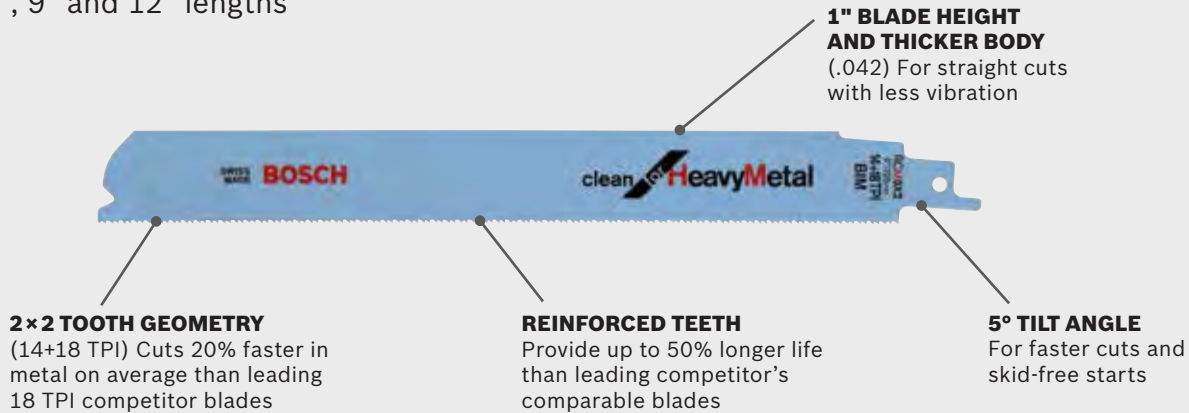 , 9" and 12" lengths
1" BLADE HEIGHT
AND THICKER BODY
(.042) For straight cuts
with less vibration
SWISS
MADE
BOSCH
clean for HeavyMetal
14+18TPI
BIM
2×2 TOOTH GEOMETRY
(14+18 TPI) Cuts 20% faster in
metal on average than leading
18 TPI competitor blades
REINFORCED TEETH
Provide up to 50% longer life
than leading competitor’s
comparable blades
5° TILT ANGLE
For faster cuts and
skid-free starts